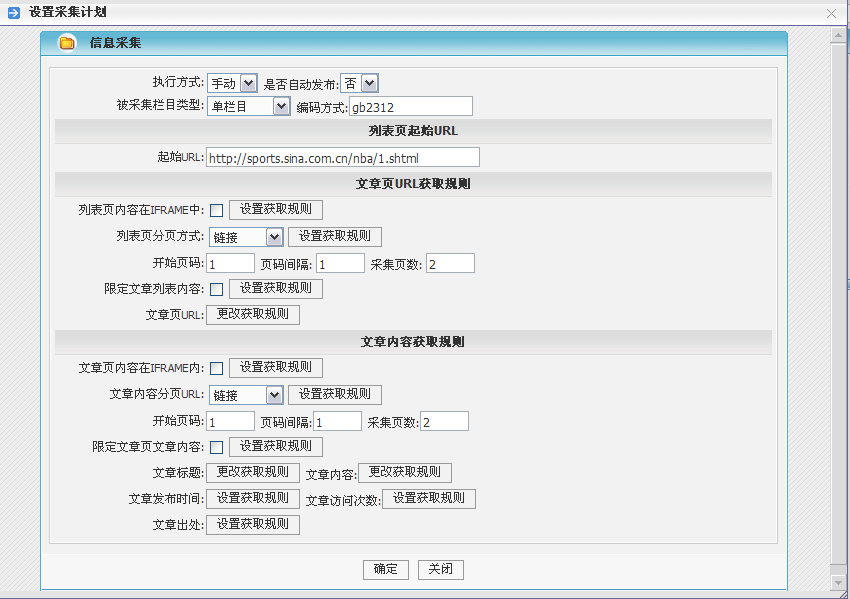 设置采集计划
信息采集
执行方式: 手动 是否自动发布: 否
被采集栏目类型: 单栏目 编码方式: gb2312
列表页起始URL
起始URL: http://sports.sina.com.cn/nba/1.shtml
文章页URL获取规则
列表页内容在IFRAME中: 设置获取规则
列表页分页方式: 链接 设置获取规则
开始页码: 1 页码间隔: 1 采集页数: 2
限定文章列表内容: 设置获取规则
文章页URL: 更改获取规则
文章内容获取规则
文章页内容在IFRAME内: 设置获取规则
文章内容分页URL: 链接 设置获取规则
开始页码: 1 页码间隔: 1 采集页数: 2
限定文章页文章内容: 设置获取规则
文章标题: 更改获取规则 文章内容: 更改获取规则
文章发布时间: 设置获取规则 文章访问次数: 设置获取规则
文章出处: 设置获取规则
确定 关闭